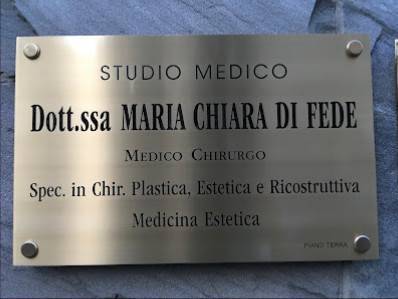 STUDIO MEDICO
Dott.ssa MARIA CHIARA DI FEDE
MEDICO CHIRURGO
Spec. in Chir. Plastica, Estetica e Ricostruttiva
Medicina Estetica
PIANO TERRA